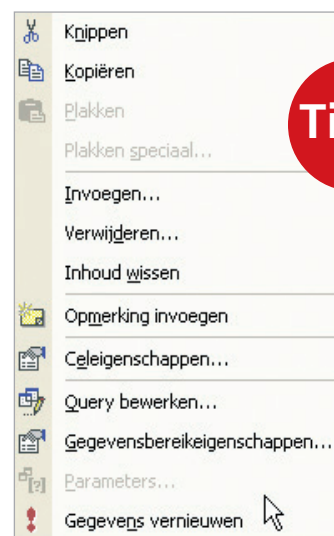 Knippen
Kopiëren
Plakken
Plakken speciaal...
Invoegen...
Verwijderen...
Inhoud wissen
Opmerking invoegen
Celeigenschappen...
Query bewerken...
Gegevensbereikeigenschappen...
Parameters...
Gegevens vernieuwen